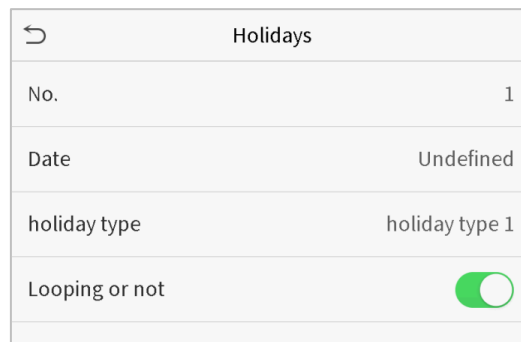 Holidays
No. 1
Date Undefined
holiday type holiday type 1
Looping or not